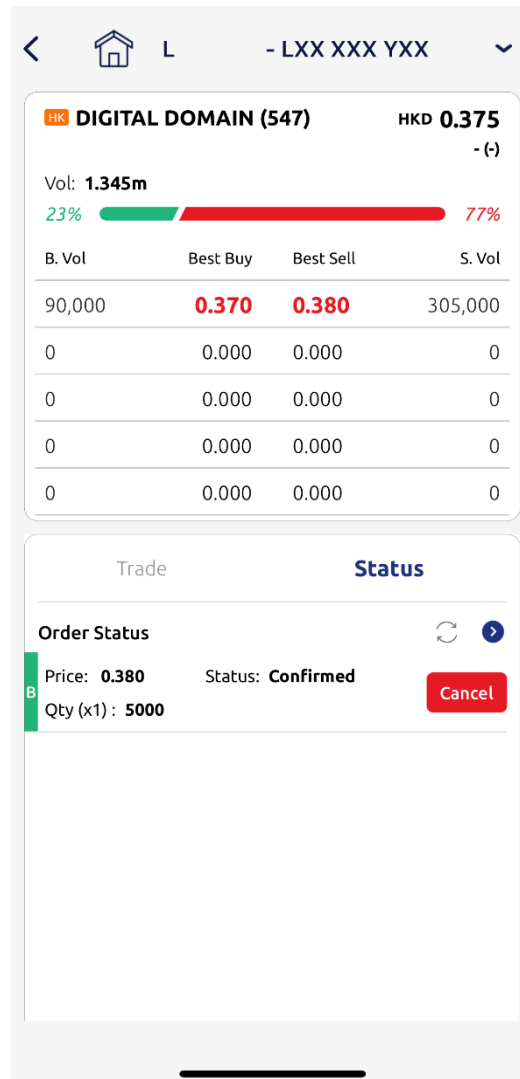 L - LXX XXX YXX
HK DIGITAL DOMAIN (547) HKD 0.375
- (-)
Vol: 1.345m
23% 77%
B. Vol Best Buy Best Sell S. Vol
90,000 0.370 0.380 305,000
0 0.000 0.000 0
0 0.000 0.000 0
0 0.000 0.000 0
0 0.000 0.000 0
Trade Status
Order Status
B Price: 0.380 Status: Confirmed Cancel
Qty (x1) : 5000